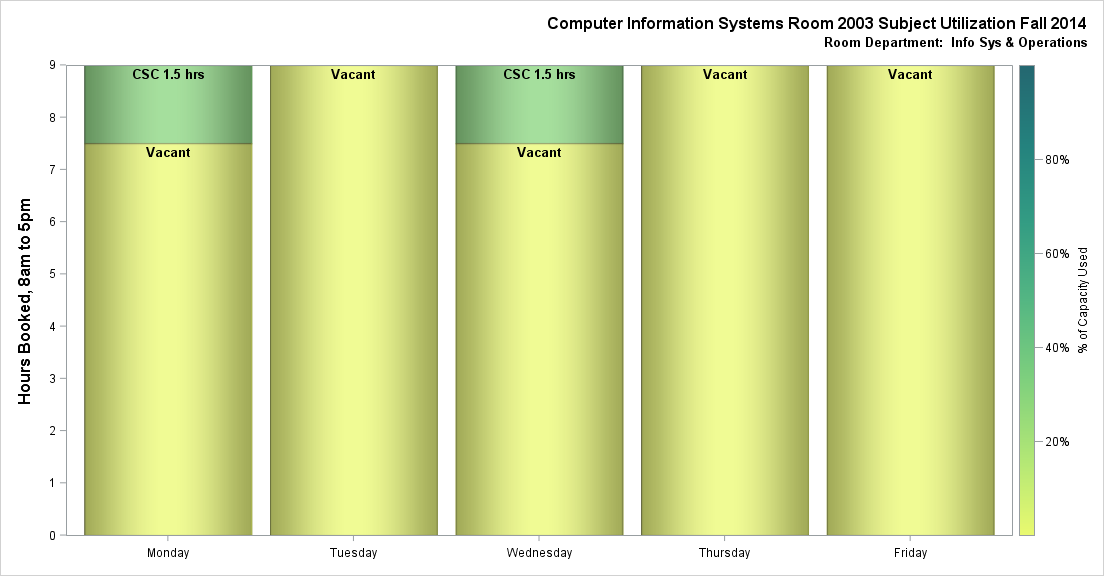 Computer Information Systems Room 2003 Subject Utilization Fall 2014
Room Department: Info Sys & Operations
Hours Booked, 8am to 5pm
9
8
7
6
5
4
3
2
1
0
CSC 1.5 hrs
Vacant
Vacant
CSC 1.5 hrs
Vacant
Vacant
Vacant
Monday Tuesday Wednesday Thursday Friday
80%
60%
40%
20%
% of Capacity Used